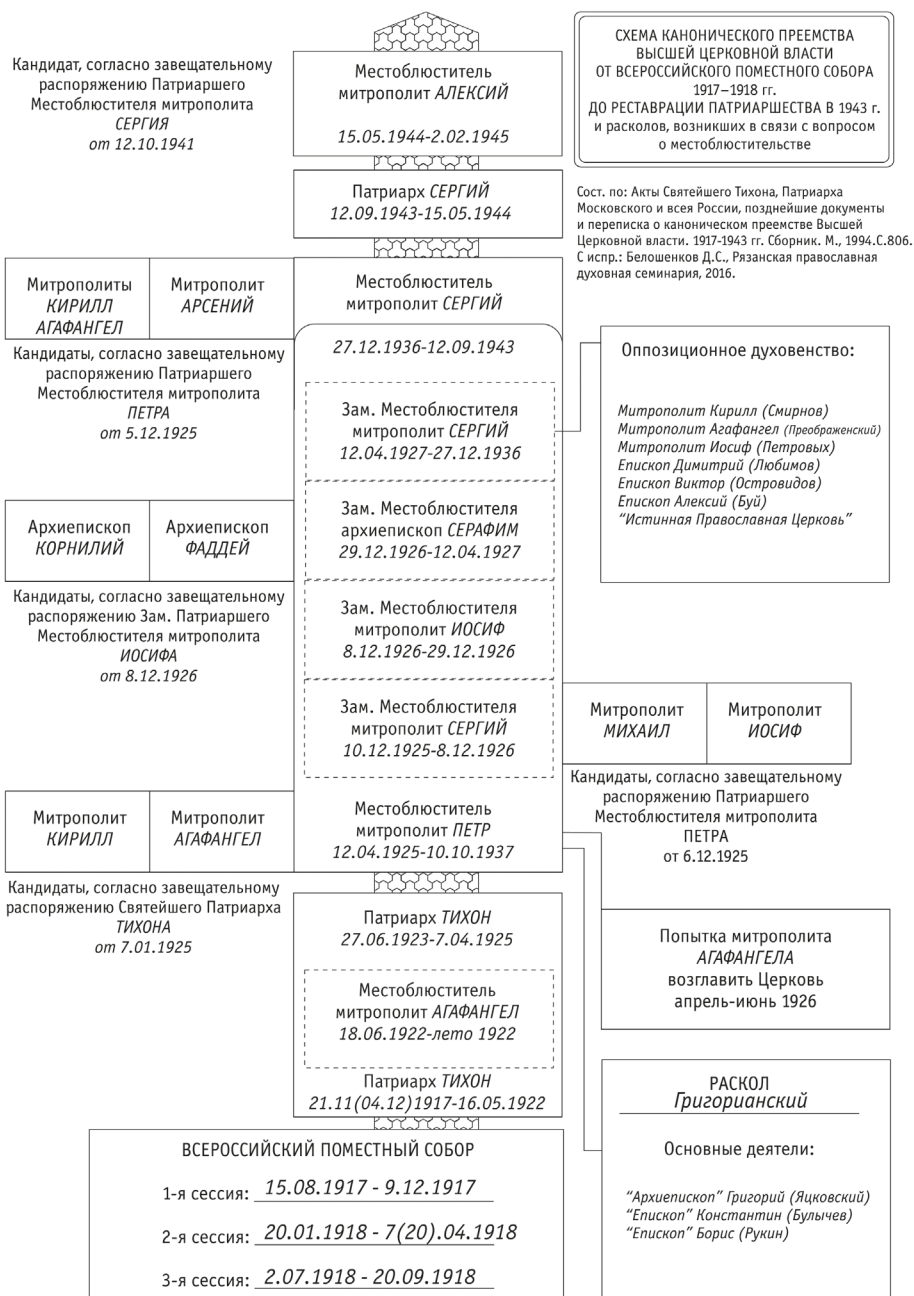 Кандидат, согласно завещательному
распоряжению Патриаршего
Местоблюстителя митрополита
СЕРГИЯ
от 12.10.1941
Местоблюститель
митрополит АЛЕКСИЙ
15.05.1944-2.02.1945
СХЕМА КАНОНИЧЕСКОГО ПРЕЕМСТВА
ВЫСШЕЙ ЦЕРКОВНОЙ ВЛАСТИ
ОТ ВСЕРОССИЙСКОГО ПОМЕСТНОГО СОБОРА
1917–1918 гг.
ДО РЕСТАВРАЦИИ ПАТРИАРШЕСТВА В 1943 г.
и расколов, возникших в связи с вопросом
о местоблюстительстве
Патриарх СЕРГИЙ
12.09.1943-15.05.1944
Сост. по: Акты Святейшего Тихона, Патриарха
Московского и всея России, позднейшие документы
и переписка о каноническом преемстве Высшей
Церковной власти. 1917-1943 гг. Сборник. М., 1994.С.806.
С испр.: Белошенков Д.С., Рязанская православная
духовная семинария, 2016.
Митрополиты
КИРИЛЛ
АГАФАНГЕЛ
Митрополит
АРСЕНИЙ
Местоблюститель
митрополит СЕРГИЙ
27.12.1936-12.09.1943
Кандидаты, согласно завещательному
распоряжению Патриаршего
Местоблюстителя митрополита
ПЕТРА
от 5.12.1925
Зам. Местоблюстителя
митрополит СЕРГИЙ
12.04.1927-27.12.1936
Оппозиционное духовенство:
Митрополит Кирилл (Смирнов)
Митрополит Агафангел (Преображенский)
Митрополит Иосиф (Петровых)
Епископ Димитрий (Любимов)
Епископ Виктор (Островидов)
Епископ Алексий (Буй)
“Истинная Православная Церковь”
Зам. Местоблюстителя
архиепископ СЕРАФИМ
29.12.1926-12.04.1927
Архиепископ
КОРНИЛИЙ
Архиепископ
ФАДДЕЙ
Кандидаты, согласно завещательному
распоряжению Зам. Патриаршего
Местоблюстителя митрополита
ИОСИФА
от 8.12.1926
Зам. Местоблюстителя
митрополит ИОСИФ
8.12.1926-29.12.1926
Зам. Местоблюстителя
митрополит СЕРГИЙ
10.12.1925-8.12.1926
Митрополит
МИХАИЛ
Митрополит
ИОСИФ
Кандидаты, согласно завещательному
распоряжению Патриаршего
Местоблюстителя митрополита
ПЕТРА
от 6.12.1925
Митрополит
КИРИЛЛ
Митрополит
АГАФАНГЕЛ
Местоблюститель
митрополит ПЕТР
12.04.1925-10.10.1937
Кандидаты, согласно завещательному
распоряжению Святейшего Патриарха
ТИХОНА
от 7.01.1925
Патриарх ТИХОН
27.06.1923-7.04.1925
Попытка митрополита
АГАФАНГЕЛА
возглавить Церковь
апрель-июнь 1926
Местоблюститель
митрополит АГАФАНГЕЛ
18.06.1922-лето 1922
Патриарх ТИХОН
21.11(04.12)1917-16.05.1922
РАСКОЛ
Григорианский
Основные деятели:
“Архиепископ” Григорий (Яцковский)
“Епископ” Константин (Булычев)
“Епископ” Борис (Рукин)
ВСЕРОССИЙСКИЙ ПОМЕСТНЫЙ СОБОР
1-я сессия: 15.08.1917 - 9.12.1917
2-я сессия: 20.01.1918 - 7(20).04.1918
3-я сессия: 2.07.1918 - 20.09.1918